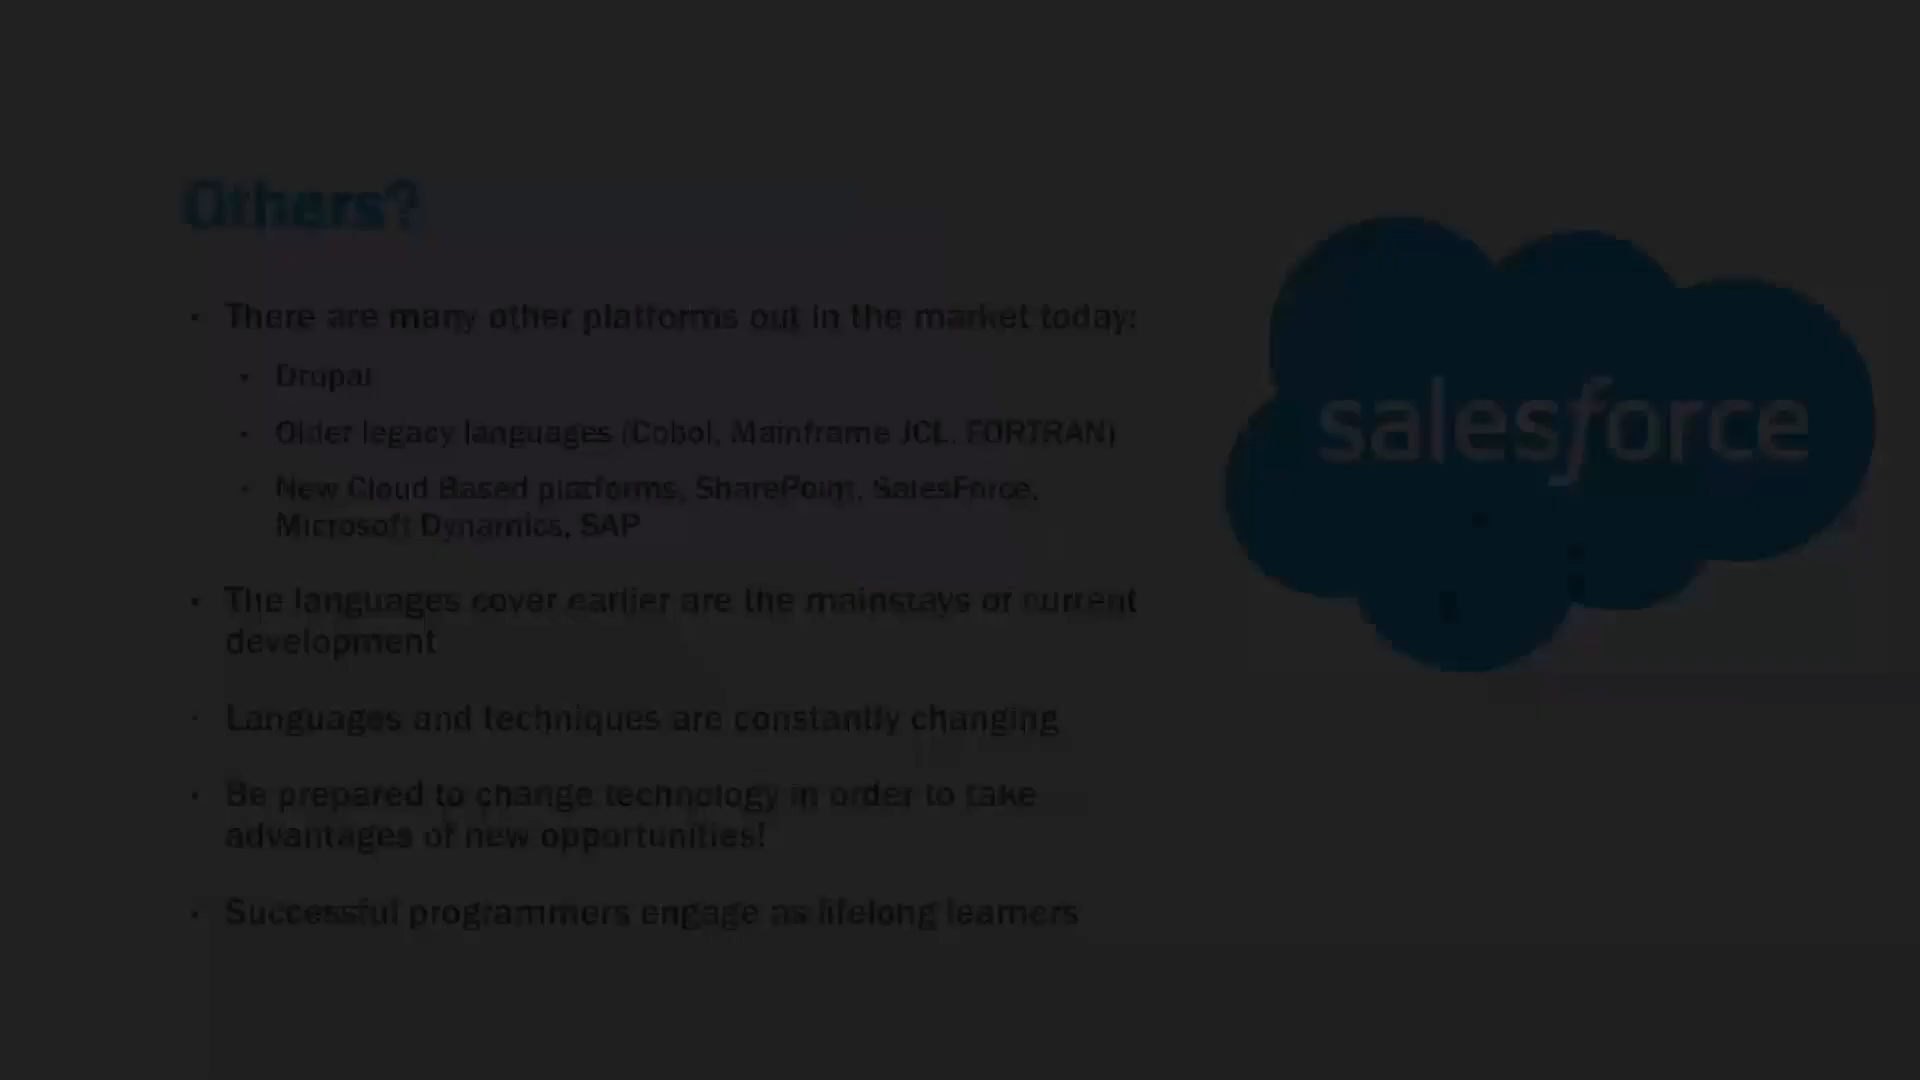 Others?
• There are many other platforms out in the market today:
• Drupal
• Older legacy languages (Cobol, Mainframe JCL, FORTRAN)
• New Cloud Based platforms, SharePoint, SalesForce,
Microsoft Dynamics, SAP
• The languages cover earlier are the mainstays of current
development
• Languages and techniques are constantly changing
• Be prepared to change technology in order to take
advantages of new opportunities!
• Successful programmers engage as lifelong learners
salesforce